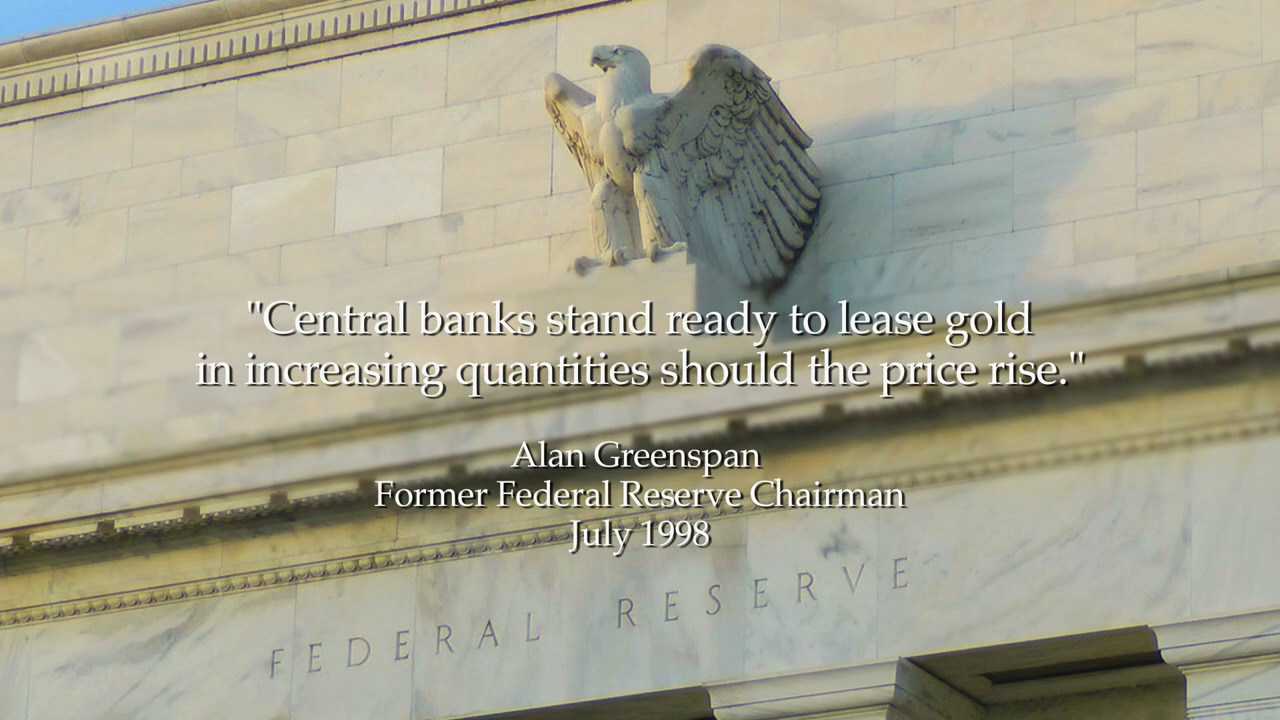 "Central banks stand ready to lease gold
in increasing quantities should the price rise."
Alan Greenspan
Former Federal Reserve Chairman
July 1998
FEDERAL RESERVE